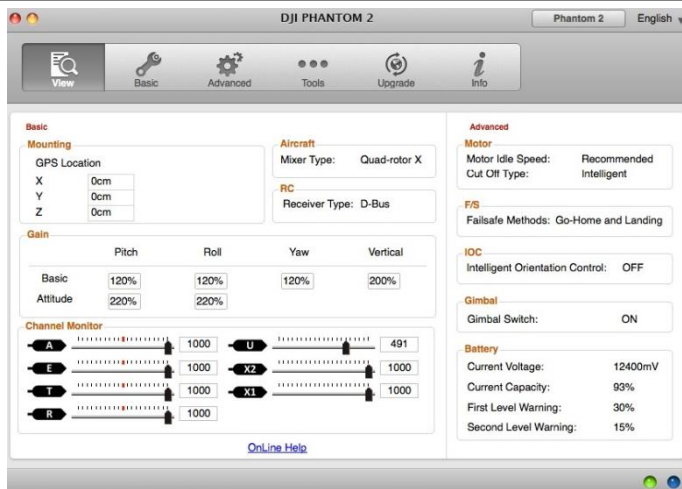 DJI PHANTOM 2
Phantom 2
English
View
Basic
Advanced
Tools
Upgrade
Info
Basic
Mounting
GPS Location
X 0cm
Y 0cm
Z 0cm
Aircraft
Mixer Type: Quad-rotor X
RC
Receiver Type: D-Bus
Gain
Pitch Roll Yaw Vertical
Basic 120% 120% 120% 200%
Attitude 220% 220%
Channel Monitor
A 1000 U 491
E 1000 X2 1000
T 1000 X1 1000
R 1000
OnLine Help
Advanced
Motor
Motor Idle Speed: Recommended
Cut Off Type: Intelligent
F/S
Failsafe Methods: Go-Home and Landing
IOC
Intelligent Orientation Control: OFF
Gimbal
Gimbal Switch: ON
Battery
Current Voltage: 12400mV
Current Capacity: 93%
First Level Warning: 30%
Second Level Warning: 15%